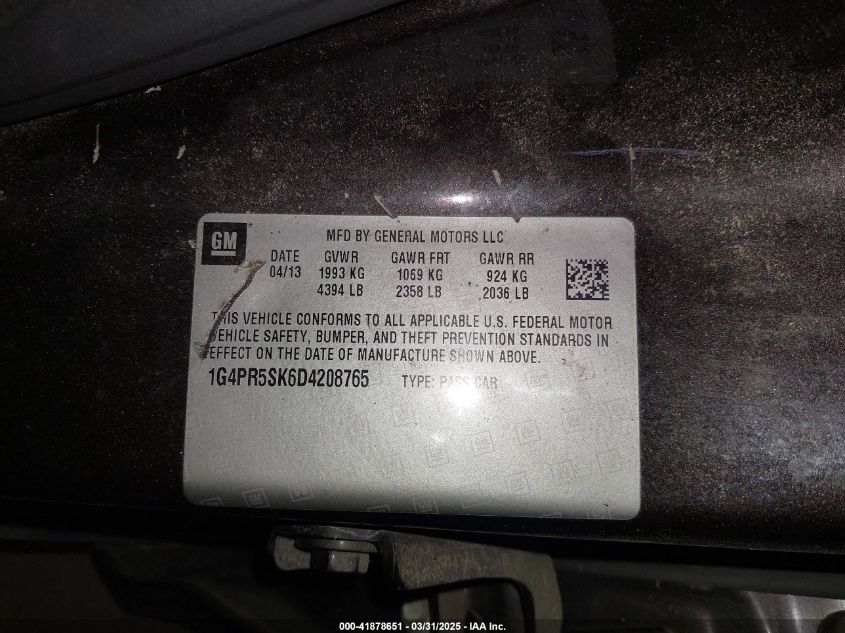 GM
MFD BY GENERAL MOTORS LLC
DATE GVWR GAWR FRT GAWR RR
04/13 1993 KG 1069 KG 924 KG
4394 LB 2358 LB 2036 LB
THIS VEHICLE CONFORMS TO ALL APPLICABLE U.S. FEDERAL MOTOR
VEHICLE SAFETY, BUMPER, AND THEFT PREVENTION STANDARDS IN
EFFECT ON THE DATE OF MANUFACTURE SHOWN ABOVE.
1G4PR5SK6D4208765 TYPE: PASS CAR
000-41878651 - 03/31/2025 - IAA Inc.